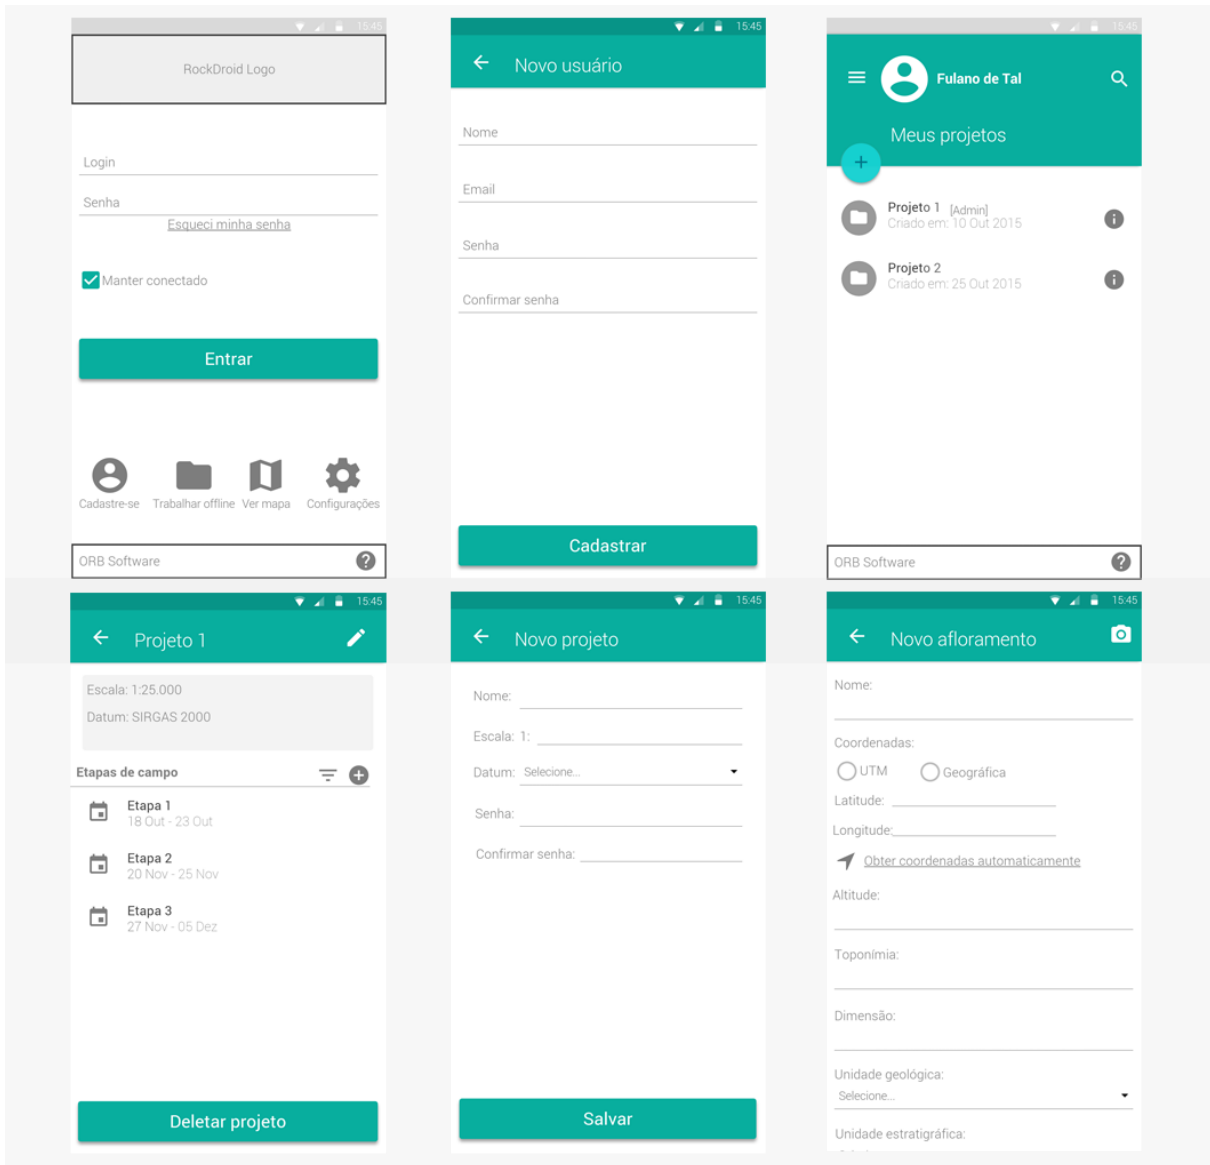 15:45
RockDroid Logo
Login
Senha
Esqueci minha senha
Manter conectado
Entrar
Cadastre-se
Trabalhar offline
Ver mapa
Configurações
ORB Software
15:45
Novo usuário
Nome
Email
Senha
Confirmar senha
Cadastrar
15:45
Fulano de Tal
Meus projetos
Projeto 1 [Admin]
Criado em: 10 Out 2015
Projeto 2
Criado em: 25 Out 2015
ORB Software
15:45
Projeto 1
Escala: 1:25.000
Datum: SIRGAS 2000
Etapas de campo
Etapa 1
18 Out - 23 Out
Etapa 2
20 Nov - 25 Nov
Etapa 3
27 Nov - 05 Dez
Deletar projeto
15:45
Novo projeto
Nome:
Escala: 1:
Datum: Selecione...
Senha:
Confirmar senha:
Salvar
15:45
Novo afloramento
Nome:
Coordenadas:
UTM Geográfica
Latitude:
Longitude:
Obter coordenadas automaticamente
Altitude:
Toponímia:
Dimensão:
Unidade geológica:
Selecione...
Unidade estratigráfica: